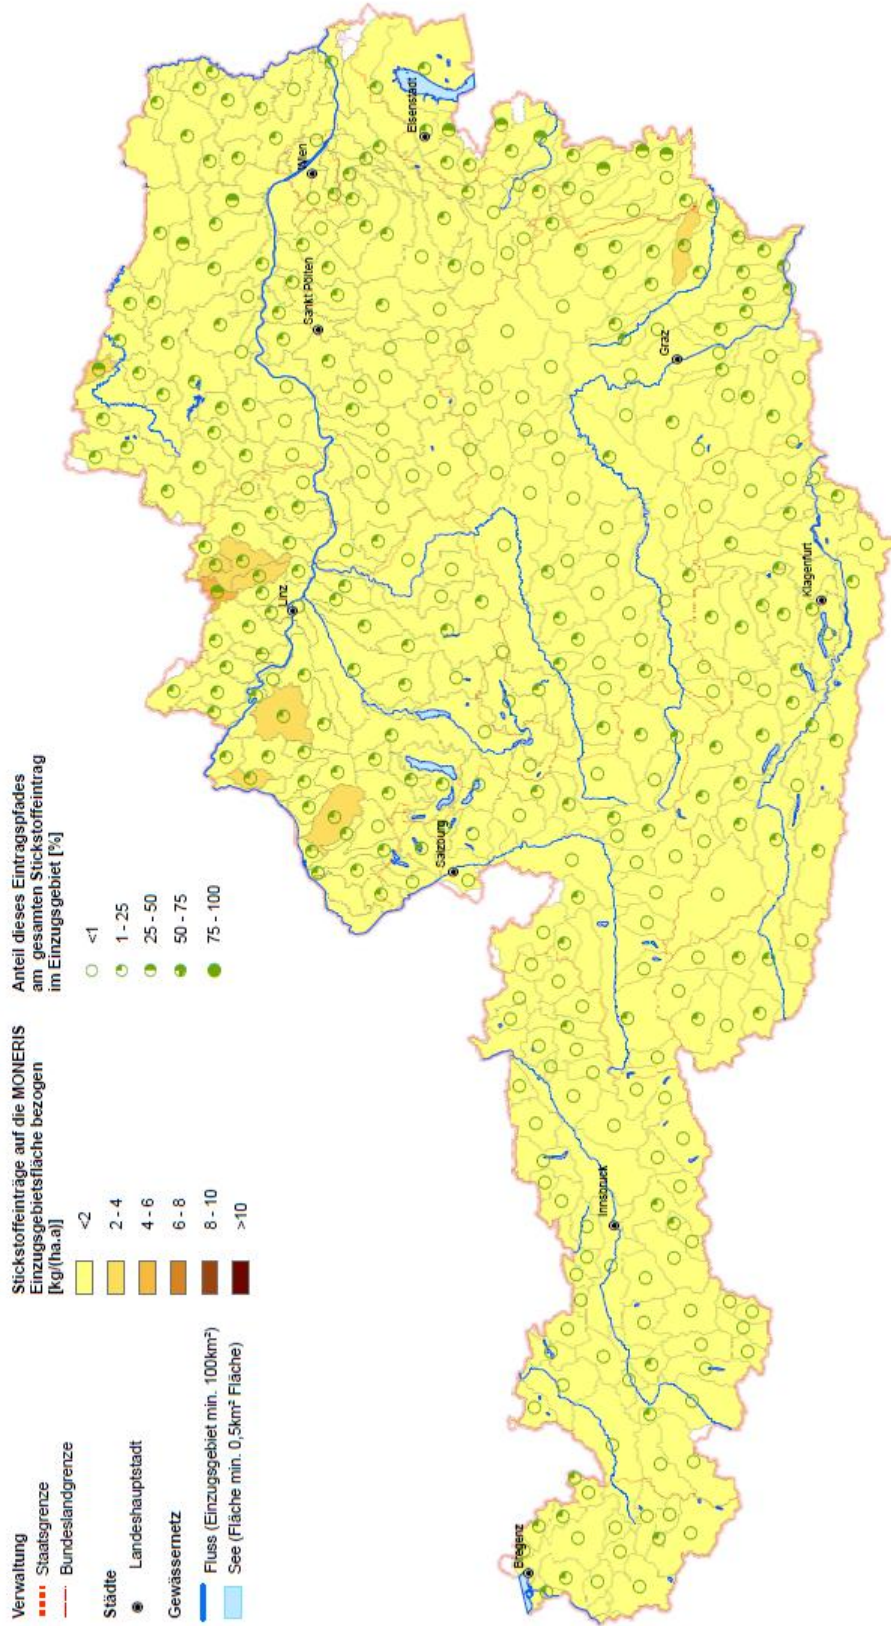 Verwaltung
Staatsgrenze
Bundeslandgrenze
Städte
Landeshauptstadt
Gewässernetz
Fluss (Einzugsgebiet min. 100km²)
See (Fläche min. 0,5km² Fläche)
Stickstoffeinträge auf die MONERIS
Einzugsgebietsfläche bezogen
[kg/(ha.a)]
<2
2 - 4
4 - 6
6 - 8
8 - 10
>10
Anteil dieses Eintragspfades
am gesamten Stickstoffeintrag
im Einzugsgebiet [%]
<1
1 - 25
25 - 50
50 - 75
75 - 100
Linz
Sankt Pölten
Wien
Eisenstadt
Salzburg
Bregenz
Innsbruck
Graz
Klagenfurt